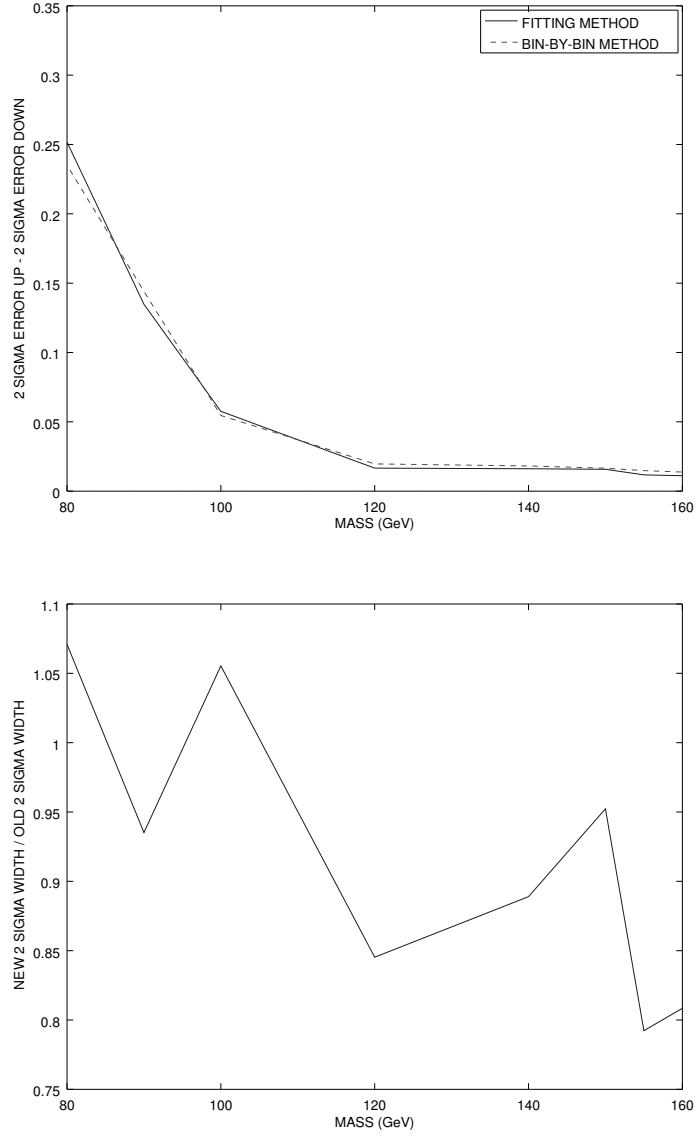 0.35
FITTING METHOD
BIN-BY-BIN METHOD
0.3
0.25
0.2
0.15
0.1
0.05
0
2 SIGMA ERROR UP - 2 SIGMA ERROR DOWN
80 100 120 140 160
MASS (GeV)
1.1
1.05
1
0.95
0.9
0.85
0.8
0.75
NEW 2 SIGMA WIDTH / OLD 2 SIGMA WIDTH
80 100 120 140 160
MASS (GeV)